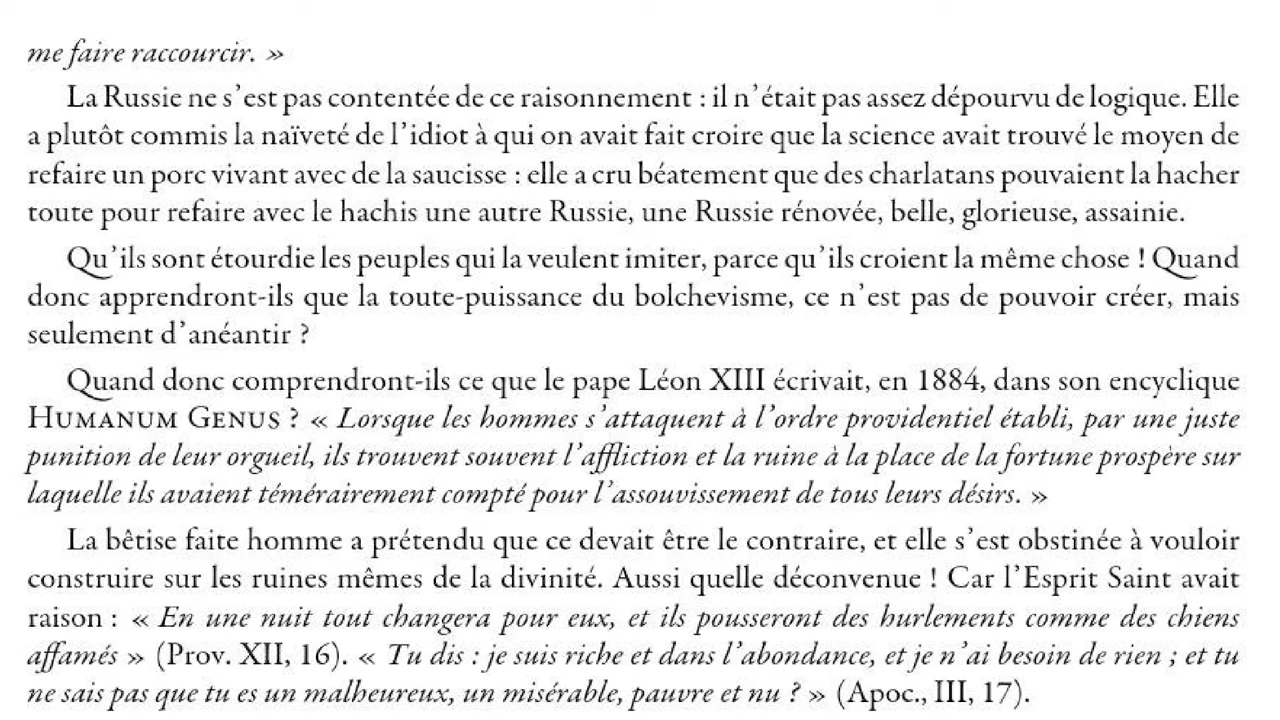 me faire raccourcir. »
La Russie ne s’est pas contentée de ce raisonnement : il n’était pas assez dépourvu de logique. Elle
a plutôt commis la naïveté de l’idiot à qui on avait fait croire que la science avait trouvé le moyen de
refaire un porc vivant avec de la saucisse : elle a cru béatement que des charlatans pouvaient la hacher
toute pour refaire avec le hachis une autre Russie, une Russie rénovée, belle, glorieuse, assainie.
Qu’ils sont étourdie les peuples qui la veulent imiter, parce qu’ils croient la même chose ! Quand
donc apprendront-ils que la toute-puissance du bolchevisme, ce n’est pas de pouvoir créer, mais
seulement d’anéantir ?
Quand donc comprendront-ils ce que le pape Léon XIII écrivait, en 1884, dans son encyclique
HUMANUM GENUS ? « Lorsque les hommes s’attaquent à l’ordre providentiel établi, par une juste
punition de leur orgueil, ils trouvent souvent l’affliction et la ruine à la place de la fortune prospère sur
laquelle ils avaient témérairement compté pour l’assouvissement de tous leurs désirs. »
La bêtise faite homme a prétendu que ce devait être le contraire, et elle s’est obstinée à vouloir
construire sur les ruines mêmes de la divinité. Aussi quelle déconvenue ! Car l’Esprit Saint avait
raison : « En une nuit tout changera pour eux, et ils pousseront des hurlements comme des chiens
affamés » (Prov. XII, 16). « Tu dis : je suis riche et dans l’abondance, et je n’ai besoin de rien ; et tu
ne sais pas que tu es un malheureux, un misérable, pauvre et nu ? » (Apoc., III, 17).